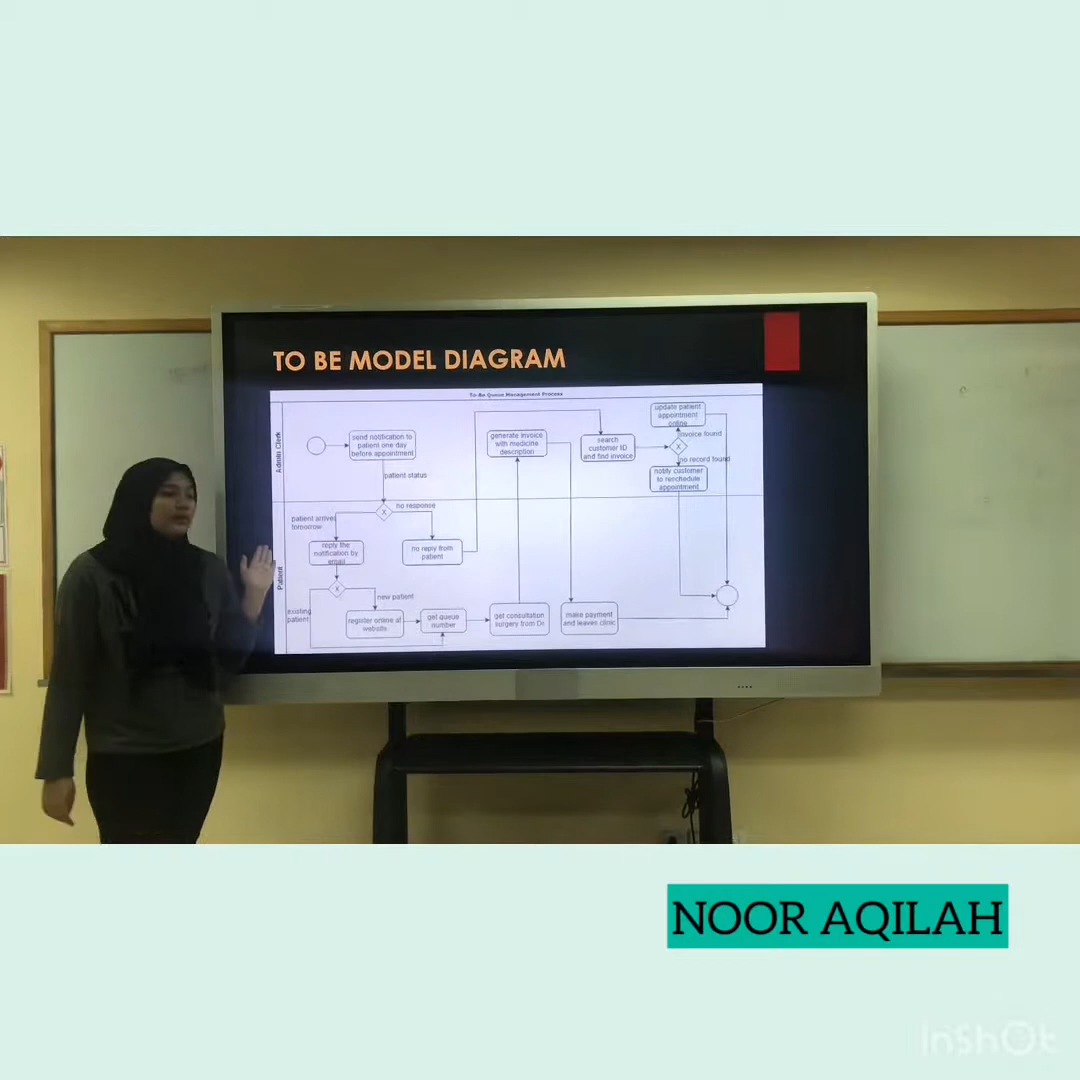 TO BE MODEL DIAGRAM
To-Be Queue Management Process
Admin Clerk
send notification to
patient one day
before appointment
patient status
generate invoice
with medicine
description
search
customer ID
and find invoice
update patient
appointment
online
invoice found
no record found
notify customer
to reschedule
appointment
Patient
X
X
no response
patient arrives
tomorrow
reply the
notification by
email
no reply from
patient
X
new patient
existing
patient
register online at
website
get queue
number
get consultation
surgery from Dr.
make payment
and leaves clinic
NOOR AQILAH
InShOt